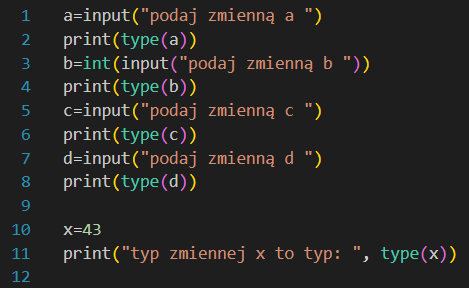 1 a=input("podaj zmienną a ")
2 print(type(a))
3 b=int(input("podaj zmienną b "))
4 print(type(b))
5 c=input("podaj zmienną c ")
6 print(type(c))
7 d=input("podaj zmienną d ")
8 print(type(d))
9
10 x=43
11 print("typ zmiennej x to typ: ", type(x))
12